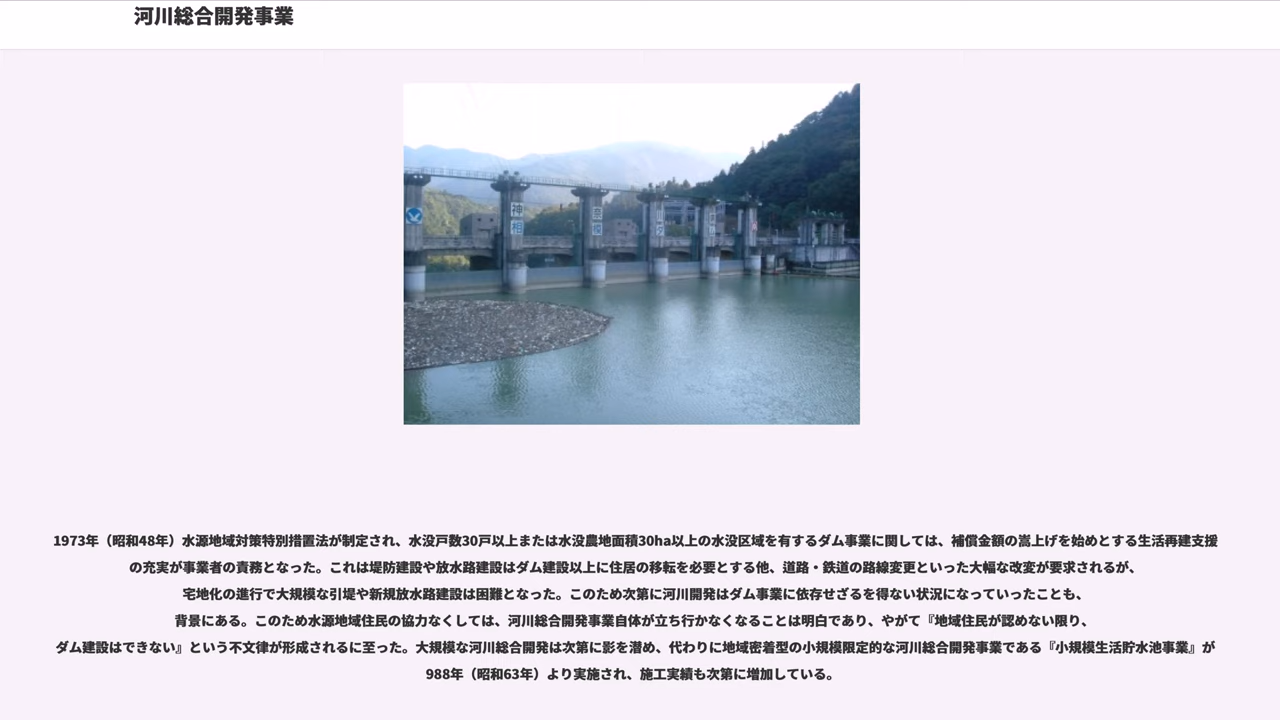 河川総合開発事業
神 奈
相 模
1973年（昭和48年）水源地域対策特別措置法が制定され、水没戸数30戸以上または水没農地面積30ha以上の水没区域を有するダム事業に関しては、補償金額の嵩上げを始めとする生活再建支援
の充実が事業者の責務となった。これは堤防建設や放水路建設はダム建設以上に住居の移転を必要とする他、道路・鉄道の路線変更といった大幅な改変が要求されるが、
宅地化の進行で大規模な引堤や新規放水路建設は困難となった。このため次第に河川開発はダム事業に依存せざるを得ない状況になっていったことも、
背景にある。このため水源地域住民の協力なくしては、河川総合開発事業自体が立ち行かなくなることは明白であり、やがて『地域住民が認めない限り、
ダム建設はできない』という不文律が形成されるに至った。大規模な河川総合開発は次第に影を潜め、代わりに地域密着型の小規模限定的な河川総合開発事業である『小規模生活貯水池事業』が
988年（昭和63年）より実施され、施工実績も次第に増加している。